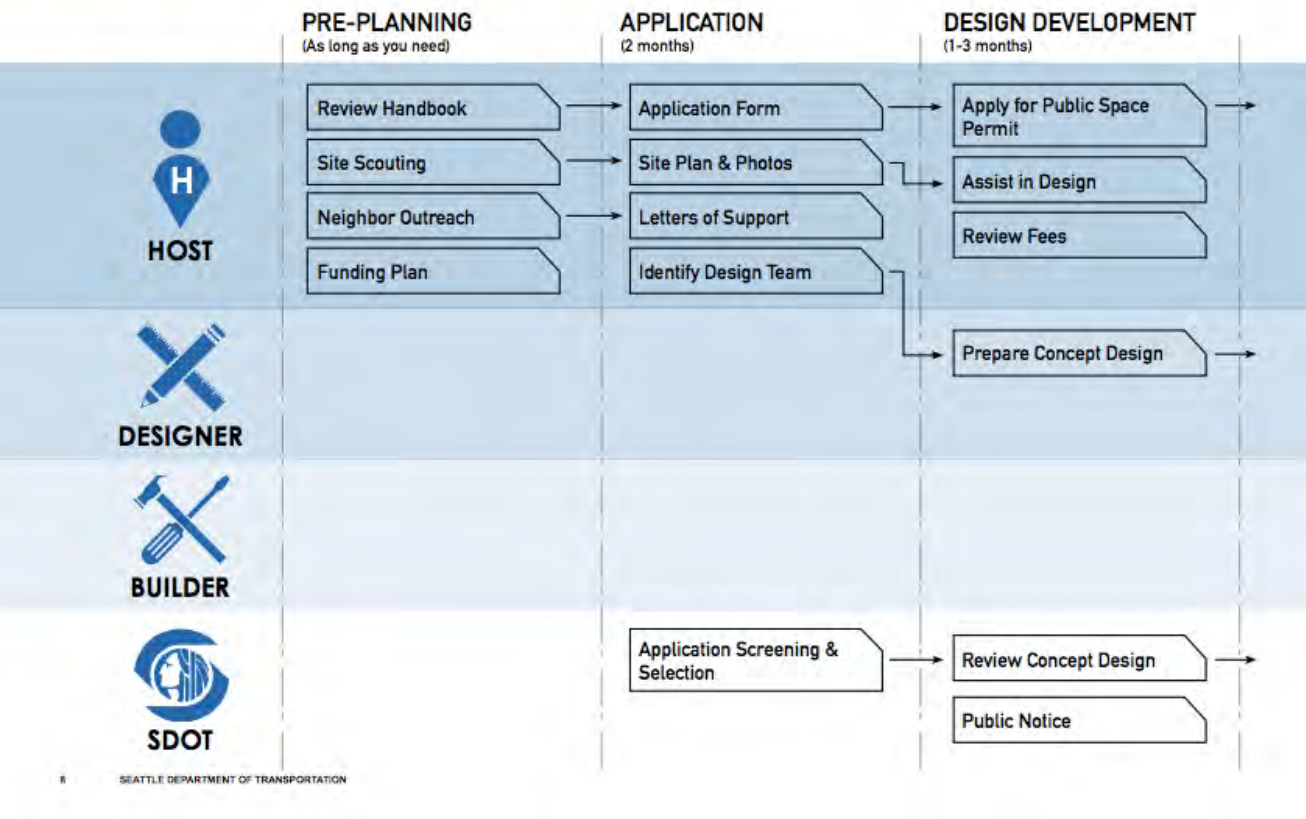 PRE-PLANNING
(As long as you need)
APPLICATION
(2 months)
DESIGN DEVELOPMENT
(1-3 months)
H
HOST
Review Handbook
Site Scouting
Neighbor Outreach
Funding Plan
Application Form
Site Plan & Photos
Letters of Support
Identify Design Team
Apply for Public Space
Permit
Assist in Design
Review Fees
DESIGNER
Prepare Concept Design
BUILDER
SDOT
Application Screening &
Selection
Review Concept Design
Public Notice
SEATTLE DEPARTMENT OF TRANSPORTATION